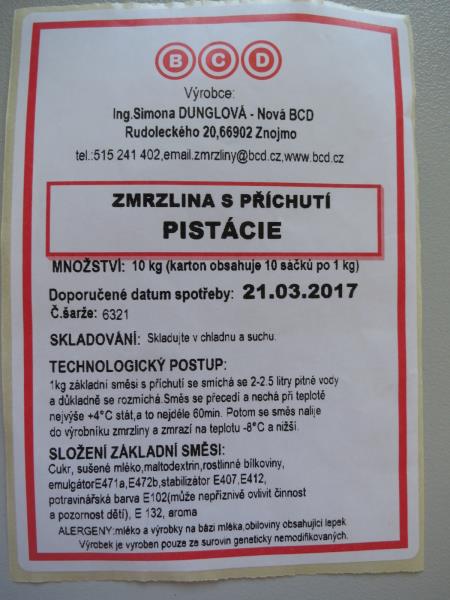 B C D
Výrobce:
Ing.Simona DUNGLOVÁ - Nová BCD
Rudoleckého 20,66902 Znojmo
tel.:515 241 402,email.zmrzliny@bcd.cz,www.bcd.cz
ZMRZLINA S PŘÍCHUTÍ
PISTÁCIE
MNOŽSTVÍ: 10 kg (karton obsahuje 10 sáčků po 1 kg)
Doporučené datum spotřeby: 21.03.2017
Č.šarže: 6321
SKLADOVÁNÍ: Skladujte v chladnu a suchu.
TECHNOLOGICKÝ POSTUP:
1kg základní směsi s příchutí se smíchá se 2-2.5 litry pitné vody
a důkladně se rozmíchá.Směs se přecedí a nechá při teplotě
nejvýše +4°C stát,a to nejdéle 60min. Potom se směs nalije
do výrobníku zmrzliny a zmrazí na teplotu -8°C a nižší.
SLOŽENÍ ZÁKLADNÍ SMĚSI:
Cukr, sušené mléko,maltodextrin,rostlinné bílkoviny,
emulgátorE471a,E472b,stabilizátor E407,E412,
potravinářská barva E102(může nepříznivě ovlivit činnost
a pozornost dětí), E 132, aroma
ALERGENY:mléko a výrobky na bázi mléka,obiloviny obsahující lepek
Výrobek je vyroben pouze ze surovin geneticky nemodifikovaných.